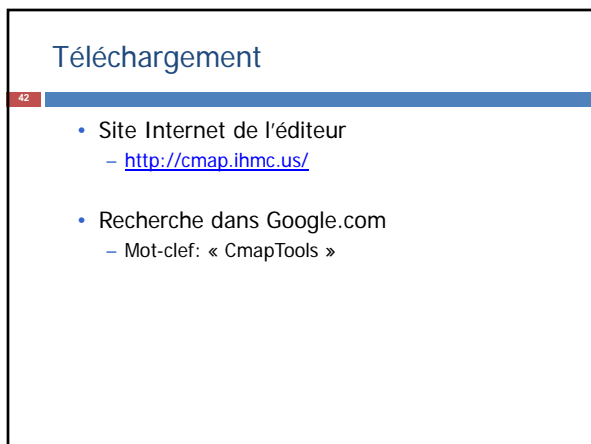 Téléchargement
42
• Site Internet de l'éditeur
– http://cmap.ihmc.us/
• Recherche dans Google.com
– Mot-clef: « CmapTools »